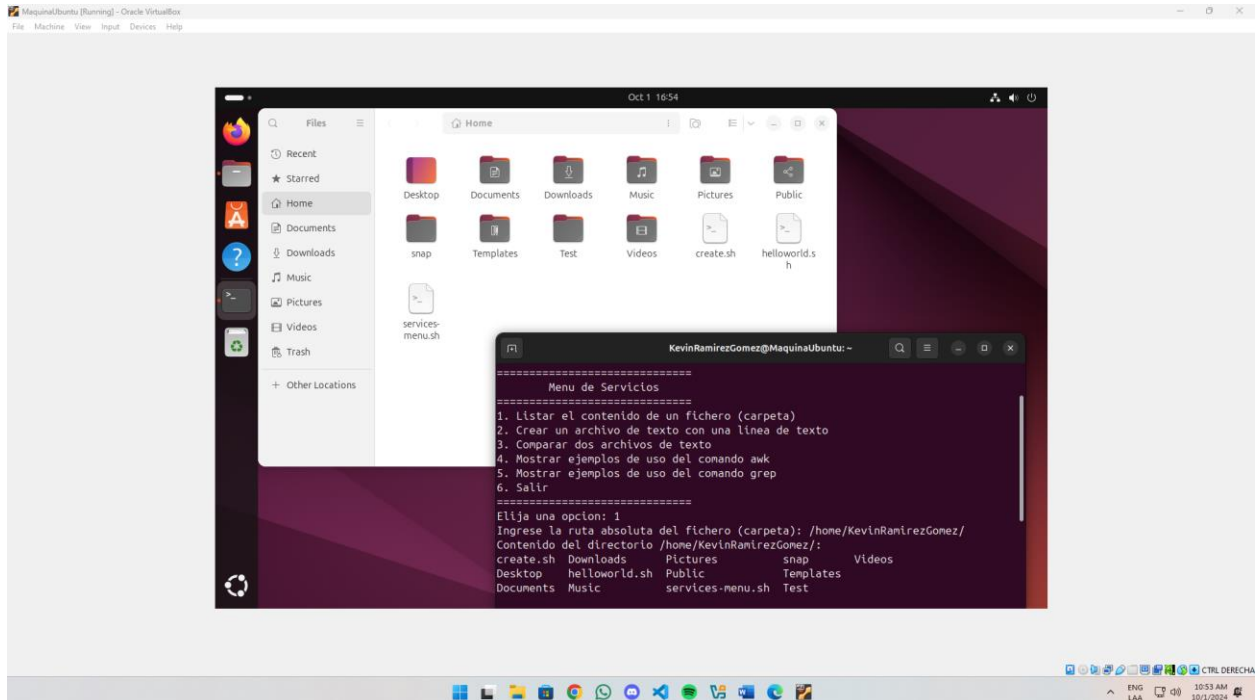 MaquinaUbuntu [Running] - Oracle VirtualBox
File Machine View Input Devices Help
Oct 1 16:54
Files
Home
Recent
Starred
Home
Documents
Downloads
Music
Pictures
Videos
Trash
+ Other Locations
Desktop Documents Downloads Music Pictures Public
snap Templates Test Videos create.sh helloworld.s
h
services-
menu.sh
KevinRamirezGomez@MaquinaUbuntu: ~
===============================
Menu de Servicios
===============================
1. Listar el contenido de un fichero (carpeta)
2. Crear un archivo de texto con una linea de texto
3. Comparar dos archivos de texto
4. Mostrar ejemplos de uso del comando awk
5. Mostrar ejemplos de uso del comando grep
6. Salir
===============================
Elija una opcion: 1
Ingrese la ruta absoluta del fichero (carpeta): /home/KevinRamirezGomez/
Contenido del directorio /home/KevinRamirezGomez/:
create.sh Downloads Pictures snap Videos
Desktop helloworld.sh Public Templates
Documents Music services-menu.sh Test
CTRL DERECHA
ENG
LAA
10:53 AM
10/1/2024